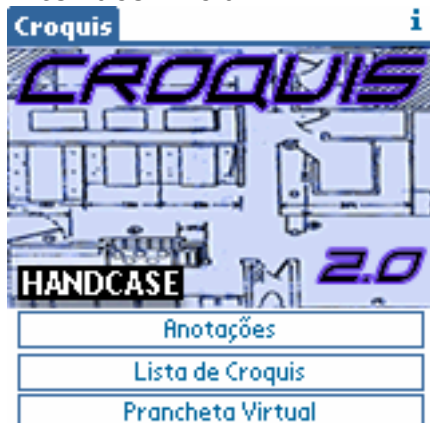 Croquis i
CROQUIS
2.0
HANDCASE
Anotações
Lista de Croquis
Prancheta Virtual